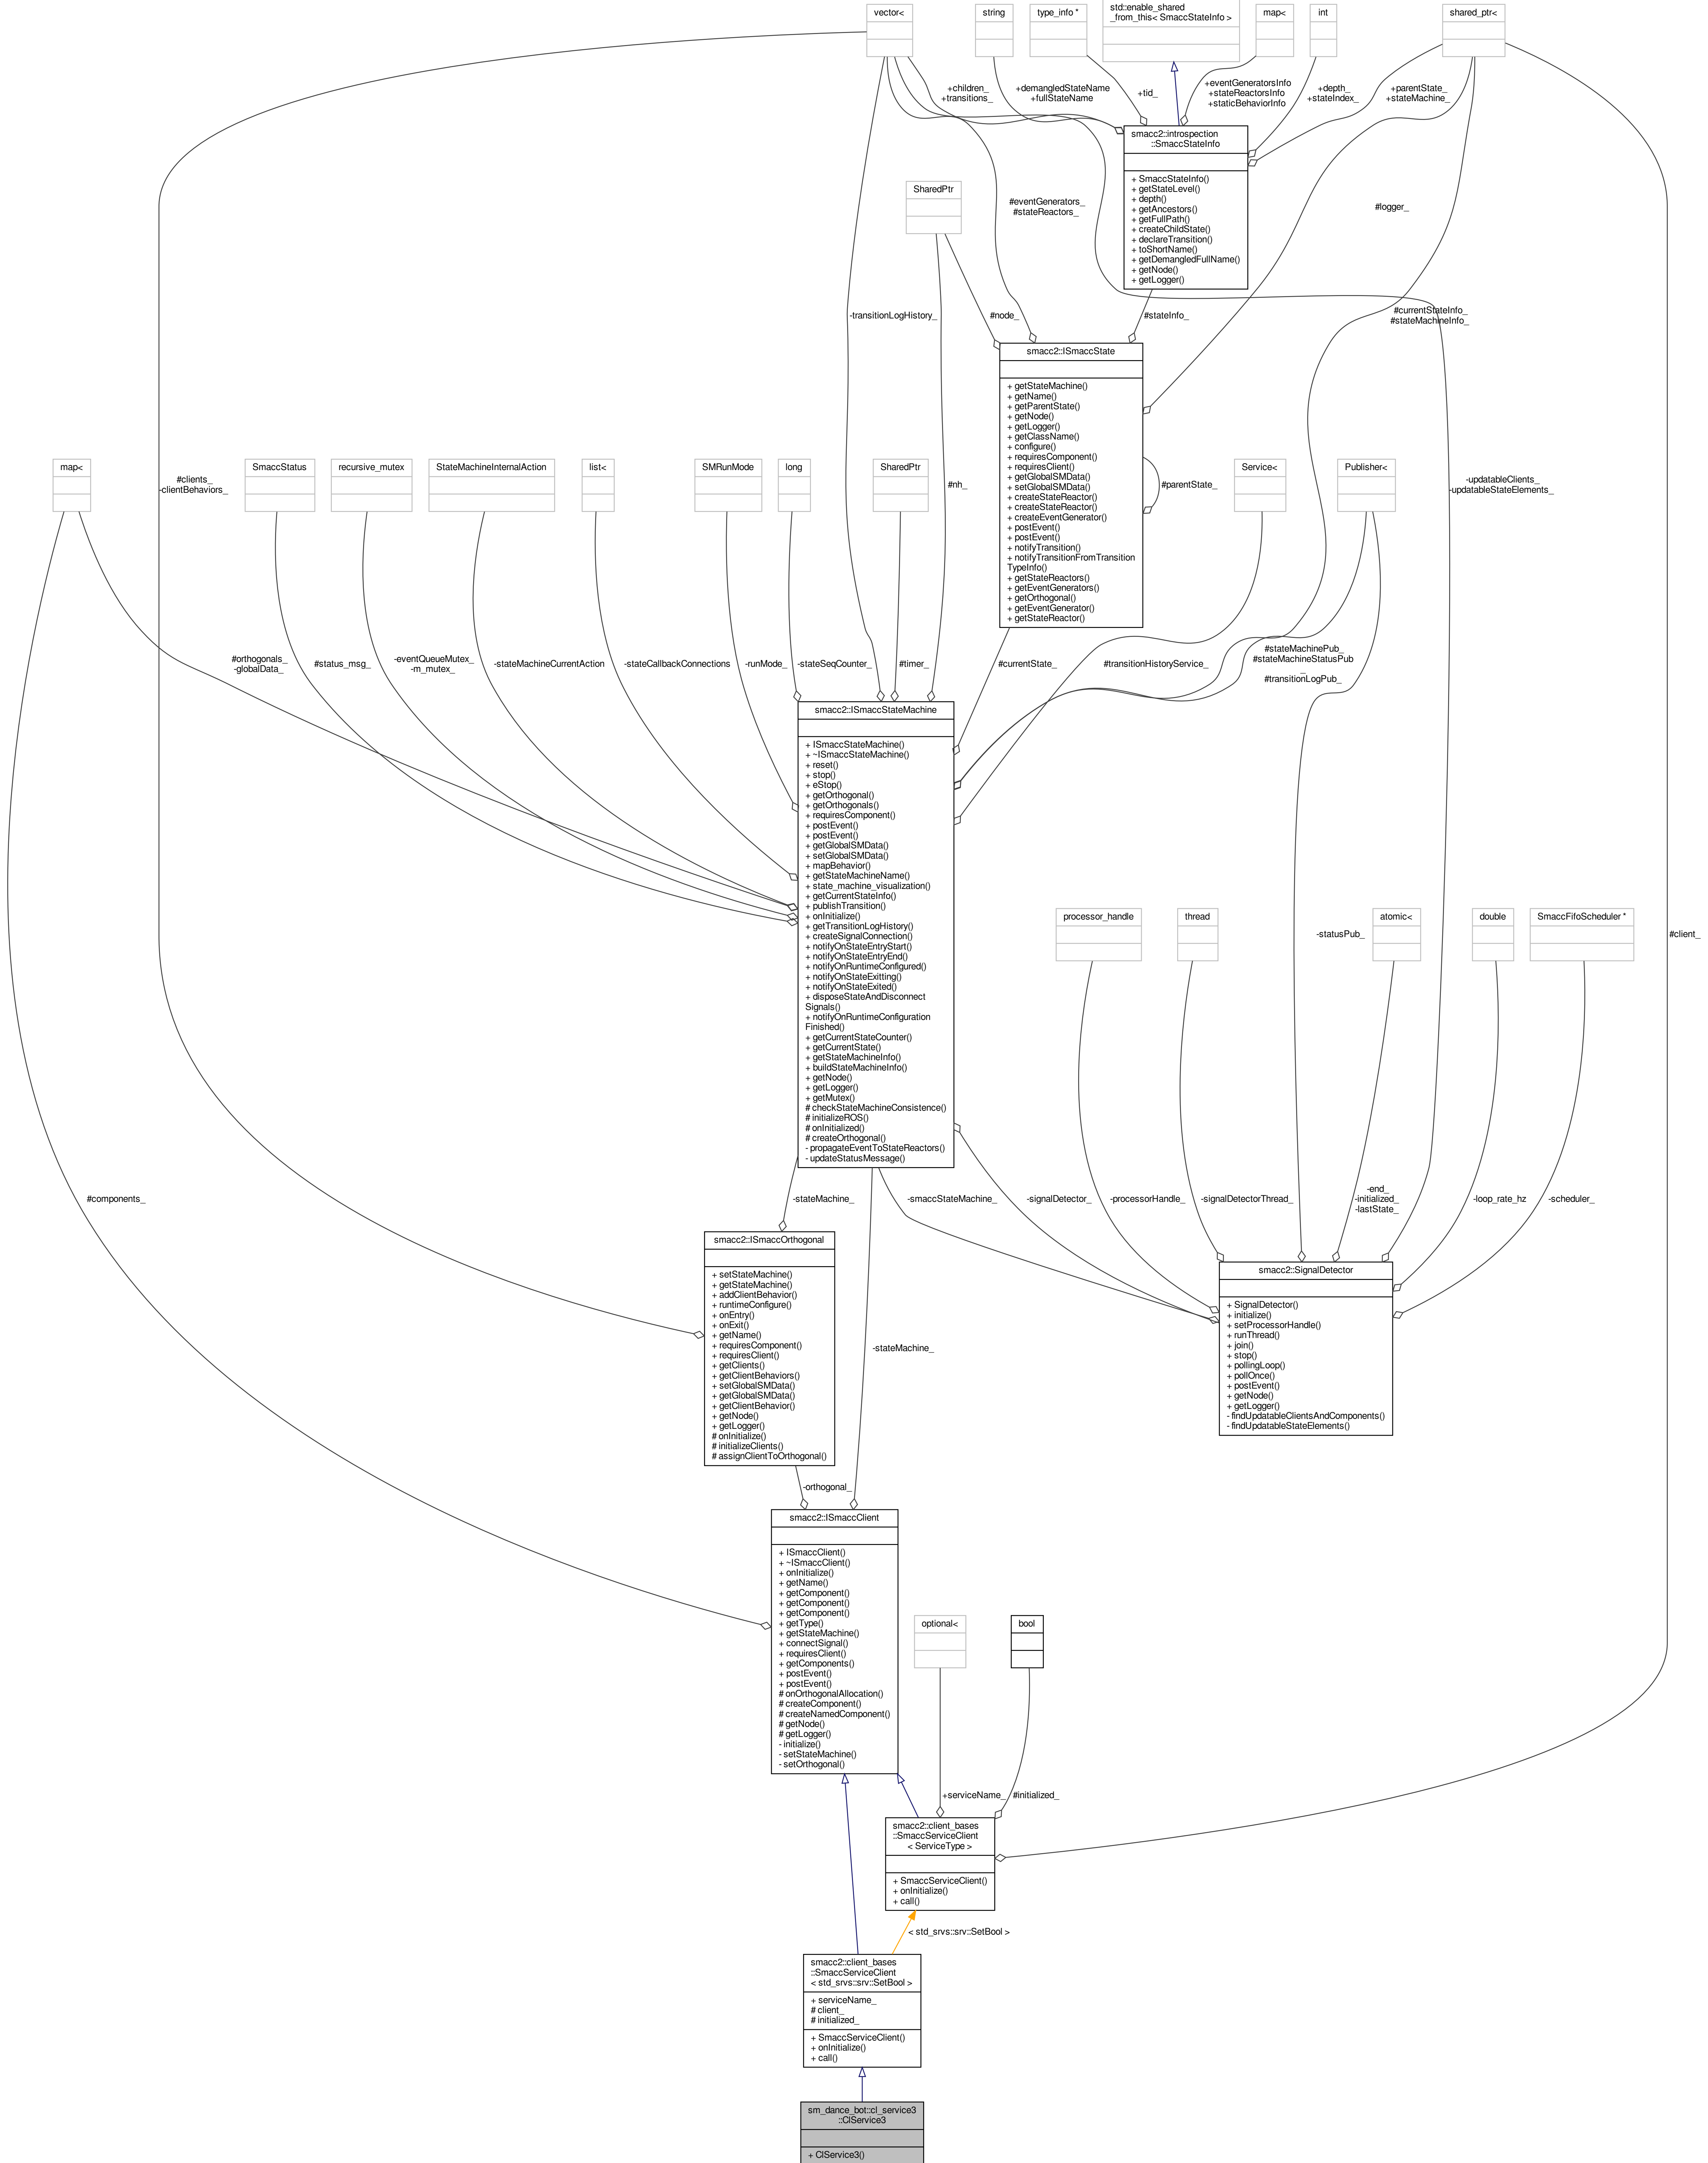 vector<
string
type_info *
std::enable_shared
_from_this< SmaccStateInfo >
map<
int
shared_ptr<
+children_
+transitions_
+demangledStateName
+fullStateName
+tid_
+eventGeneratorsInfo
+stateReactorsInfo
+staticBehaviorInfo
+depth_
+stateIndex_
+parentState_
+stateMachine_
smacc2::introspection
::SmaccStateInfo
+ SmaccStateInfo()
+ getStateLevel()
+ depth()
+ getAncestors()
+ getFullPath()
+ createChildState()
+ declareTransition()
+ toShortName()
+ getDemangledFullName()
+ getNode()
+ getLogger()
SharedPtr
#eventGenerators_
#stateReactors_
#logger_
-transitionLogHistory_
#node_
#stateInfo_
#currentStateInfo_
#stateMachineInfo_
smacc2::ISmaccState
+ getStateMachine()
+ getName()
+ getParentState()
+ getNode()
+ getLogger()
+ getClassName()
+ configure()
+ requiresComponent()
+ requiresClient()
+ getGlobalSMData()
+ setGlobalSMData()
+ createStateReactor()
+ createStateReactor()
+ createEventGenerator()
+ postEvent()
+ postEvent()
+ notifyTransition()
+ notifyTransitionFromTransition
TypeInfo()
+ getStateReactors()
+ getEventGenerators()
+ getOrthogonal()
+ getEventGenerator()
+ getStateReactor()
#parentState_
map<
#clients_
-clientBehaviors_
SmaccStatus
recursive_mutex
StateMachineInternalAction
list<
SMRunMode
long
SharedPtr
#nh_
Service<
Publisher<
-updatableClients_
-updatableStateElements_
#orthogonals_
-globalData_
#status_msg_
-eventQueueMutex_
-m_mutex_
-stateMachineCurrentAction
-stateCallbackConnections
-runMode_
-stateSeqCounter_
#timer_
#currentState_
#transitionHistoryService_
#stateMachinePub_
#stateMachineStatusPub
_
#transitionLogPub_
smacc2::ISmaccStateMachine
+ ISmaccStateMachine()
+ ~ISmaccStateMachine()
+ reset()
+ stop()
+ eStop()
+ getOrthogonal()
+ getOrthogonals()
+ requiresComponent()
+ postEvent()
+ postEvent()
+ getGlobalSMData()
+ setGlobalSMData()
+ mapBehavior()
+ getStateMachineName()
+ state_machine_visualization()
+ getCurrentStateInfo()
+ publishTransition()
+ onInitialize()
+ getTransitionLogHistory()
+ createSignalConnection()
+ notifyOnStateEntryStart()
+ notifyOnStateEntryEnd()
+ notifyOnRuntimeConfigured()
+ notifyOnStateExitting()
+ notifyOnStateExited()
+ disposeStateAndDisconnect
Signals()
+ notifyOnRuntimeConfiguration
Finished()
+ getCurrentStateCounter()
+ getCurrentState()
+ getStateMachineInfo()
+ buildStateMachineInfo()
+ getNode()
+ getLogger()
+ getMutex()
# checkStateMachineConsistence()
# initializeROS()
# onInitialized()
# createOrthogonal()
- propagateEventToStateReactors()
- updateStatusMessage()
processor_handle
thread
-statusPub_
atomic<
double
SmaccFifoScheduler *
#client_
#components_
-stateMachine_
-smaccStateMachine_
-signalDetector_
-processorHandle_
-signalDetectorThread_
-end_
-initialized_
-lastState_
-loop_rate_hz
-scheduler_
smacc2::ISmaccOrthogonal
+ setStateMachine()
+ getStateMachine()
+ addClientBehavior()
+ runtimeConfigure()
+ onEntry()
+ onExit()
+ getName()
+ requiresComponent()
+ requiresClient()
+ getClients()
+ getClientBehaviors()
+ setGlobalSMData()
+ getGlobalSMData()
+ getClientBehavior()
+ getNode()
+ getLogger()
# onInitialize()
# initializeClients()
# assignClientToOrthogonal()
-stateMachine_
smacc2::SignalDetector
+ SignalDetector()
+ initialize()
+ setProcessorHandle()
+ runThread()
+ join()
+ stop()
+ pollingLoop()
+ pollOnce()
+ postEvent()
+ getNode()
+ getLogger()
- findUpdatableClientsAndComponents()
- findUpdatableStateElements()
-orthogonal_
smacc2::ISmaccClient
+ ISmaccClient()
+ ~ISmaccClient()
+ onInitialize()
+ getName()
+ getComponent()
+ getComponent()
+ getComponent()
+ getType()
+ getStateMachine()
+ connectSignal()
+ requiresClient()
+ getComponents()
+ postEvent()
+ postEvent()
# onOrthogonalAllocation()
# createComponent()
# createNamedComponent()
# getNode()
# getLogger()
- initialize()
- setStateMachine()
- setOrthogonal()
optional<
bool
+serviceName_
#initialized_
smacc2::client_bases
::SmaccServiceClient
< ServiceType >
+ SmaccServiceClient()
+ onInitialize()
+ call()
< std_srvs::srv::SetBool >
smacc2::client_bases
::SmaccServiceClient
< std_srvs::srv::SetBool >
+ serviceName_
# client_
# initialized_
+ SmaccServiceClient()
+ onInitialize()
+ call()
sm_dance_bot::cl_service3
::ClService3
+ ClService3()